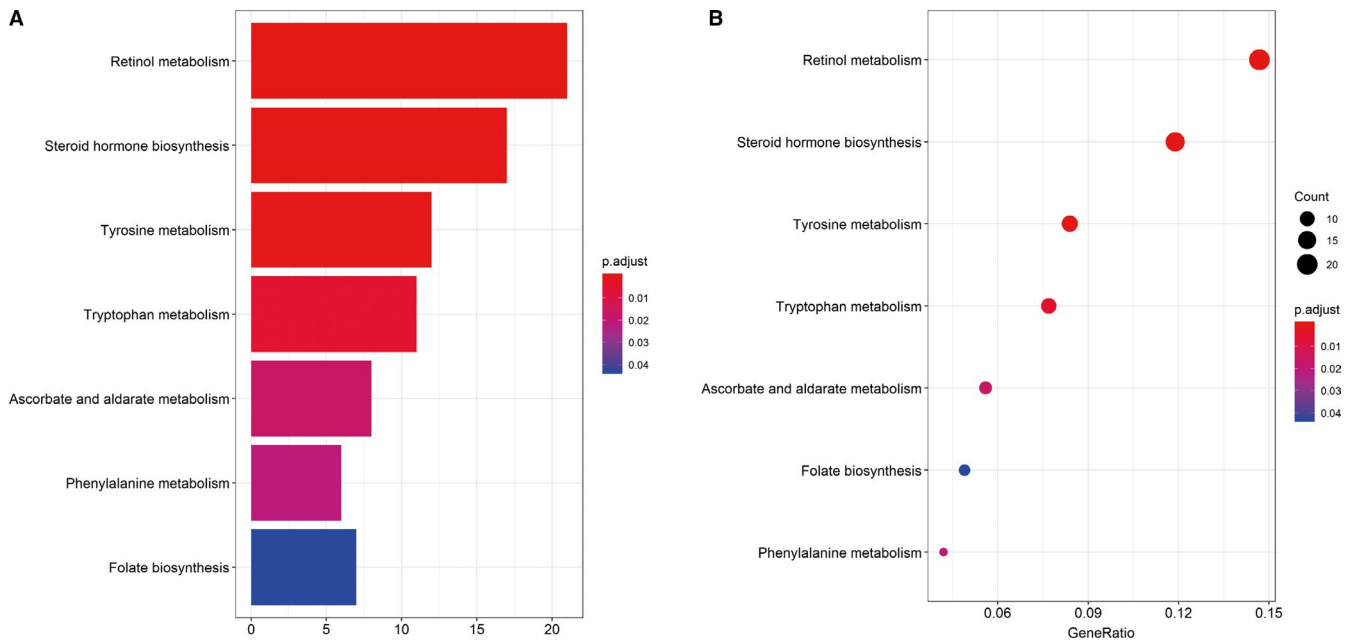 A
Retinol metabolism
Steroid hormone biosynthesis
Tyrosine metabolism
Tryptophan metabolism
Ascorbate and aldarate metabolism
Phenylalanine metabolism
Folate biosynthesis
0 5 10 15 20
p.adjust
0.01
0.02
0.03
0.04
B
Retinol metabolism
Steroid hormone biosynthesis
Tyrosine metabolism
Tryptophan metabolism
Ascorbate and aldarate metabolism
Folate biosynthesis
Phenylalanine metabolism
0.06 0.09 0.12 0.15
GeneRatio
Count
10
15
20
p.adjust
0.01
0.02
0.03
0.04